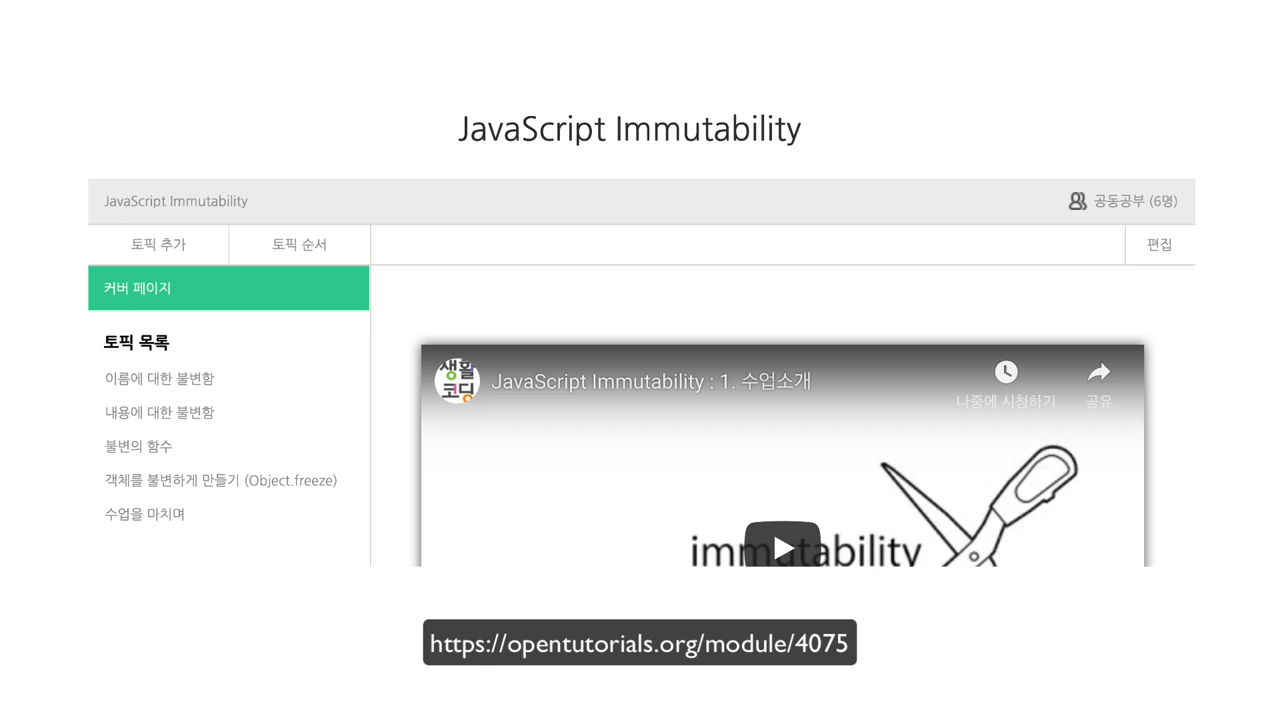 JavaScript Immutability
JavaScript Immutability
공동공부 (6명)
토픽 추가
토픽 순서
편집
커버 페이지
토픽 목록
이름에 대한 불변함
내용에 대한 불변함
불변의 함수
객체를 불변하게 만들기 (Object.freeze)
수업을 마치며
생활
코딩
JavaScript Immutability : 1. 수업소개
나중에 시청하기
공유
immutability
https://opentutorials.org/module/4075